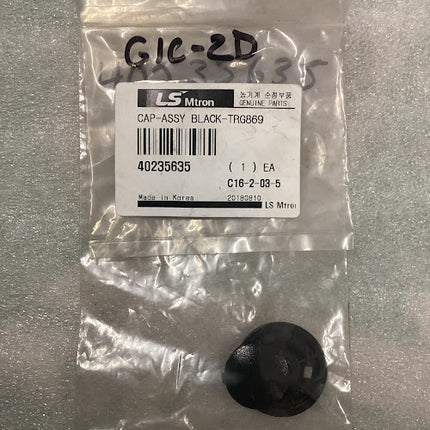 G1C-2D
40235635
LS Mtron
농기계 순정부품
GENUINE PARTS
CAP-ASSY BLACK-TRG869
40235635 ( 1 ) EA
C16-2-03-5
Made in Korea 20180810
LS Mtron